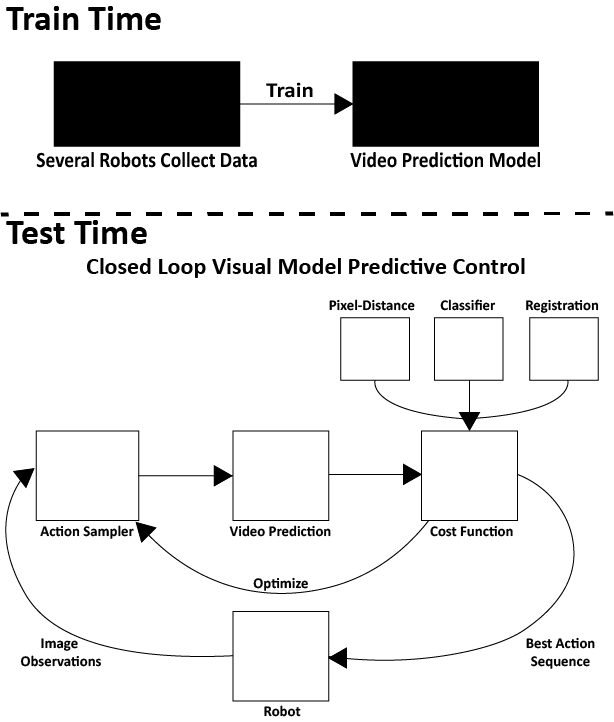 Train Time
Train
Several Robots Collect Data
Video Prediction Model
Test Time
Closed Loop Visual Model Predictive Control
Pixel-Distance
Classifier
Registration
Action Sampler
Video Prediction
Cost Function
Optimize
Image
Observations
Best Action
Sequence
Robot